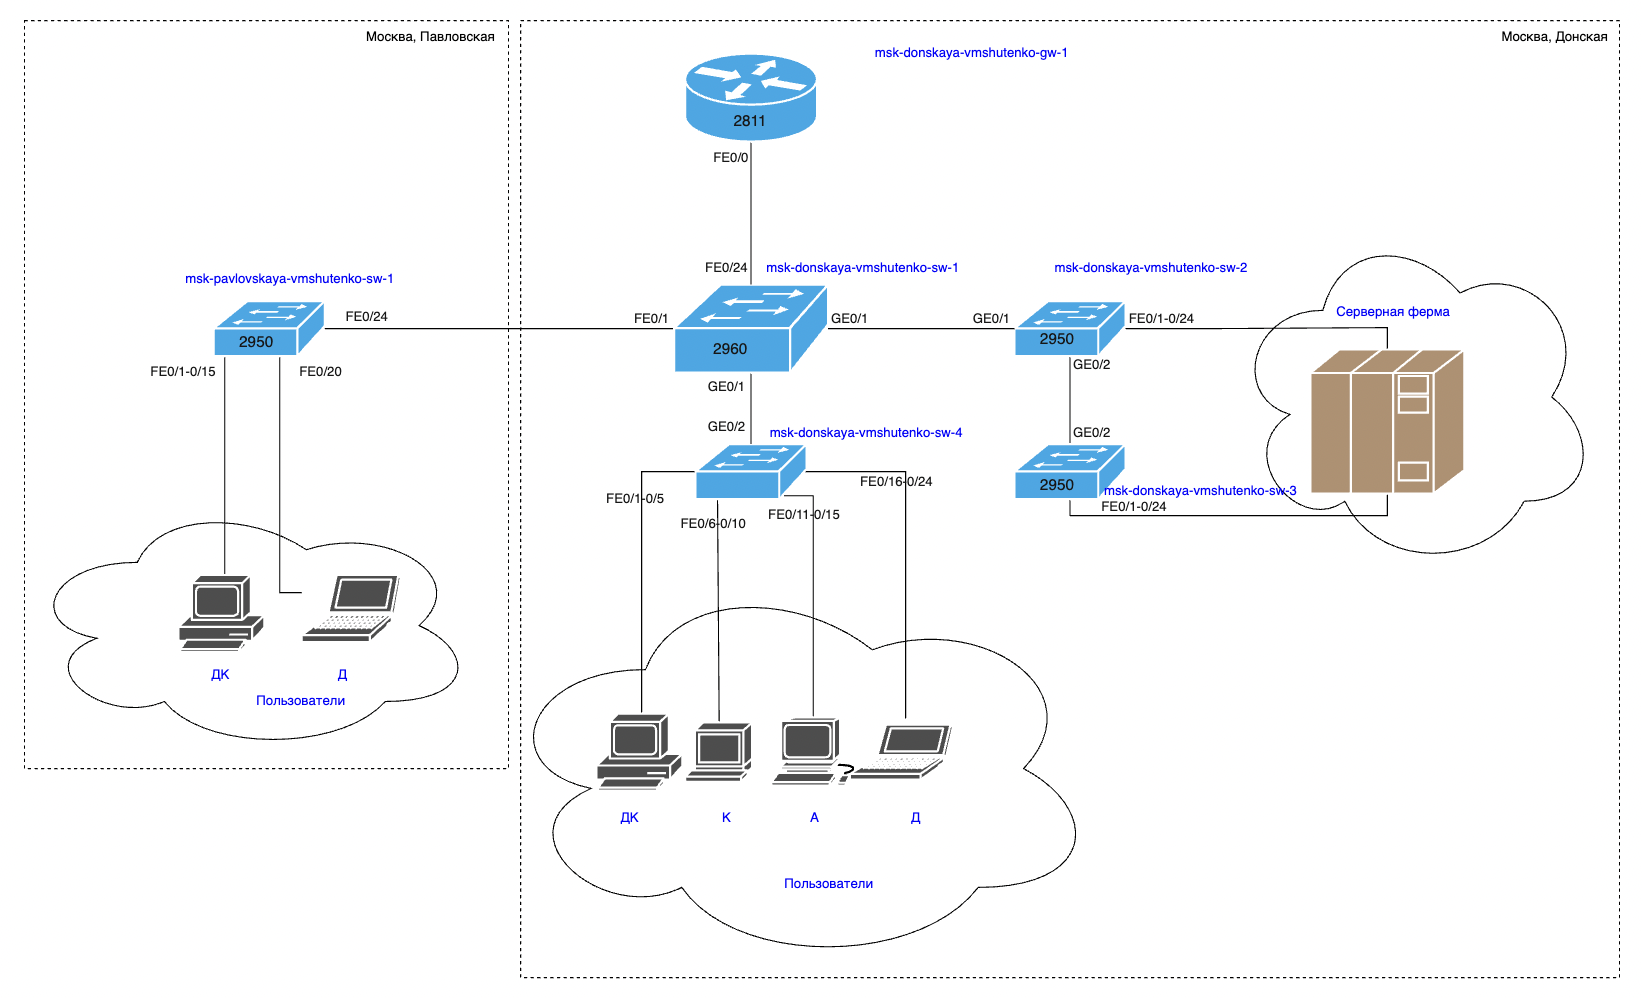 Москва, Павловская
Москва, Донская
msk-donskaya-vmshutenko-gw-1
2811
FE0/0
FE0/24
msk-donskaya-vmshutenko-sw-1
msk-donskaya-vmshutenko-sw-2
msk-pavlovskaya-vmshutenko-sw-1
Серверная ферма
FE0/24
FE0/1
GE0/1
GE0/1
FE0/1-0/24
2950
2960
2950
FE0/1-0/15
FE0/20
GE0/1
GE0/2
GE0/2
msk-donskaya-vmshutenko-sw-4
GE0/2
2950
msk-donskaya-vmshutenko-sw-3
FE0/1-0/24
FE0/1-0/5
FE0/16-0/24
FE0/6-0/10
FE0/11-0/15
ДК
Д
Пользователи
ДК
К
А
Д
Пользователи